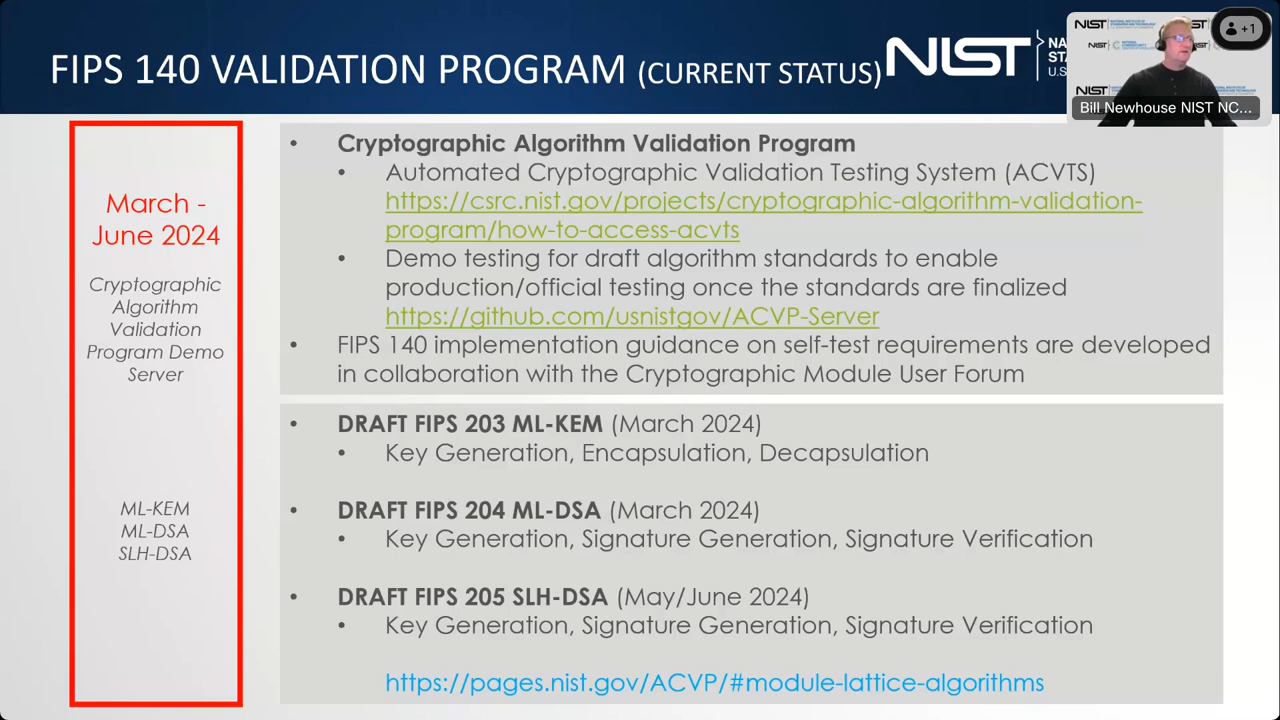 FIPS 140 VALIDATION PROGRAM (CURRENT STATUS)
NIST
NA
STA
U.S
NIST
NIST
NIST
+1
Bill Newhouse NIST NC...
March -
June 2024
Cryptographic
Algorithm
Validation
Program Demo
Server
ML-KEM
ML-DSA
SLH-DSA
• Cryptographic Algorithm Validation Program
• Automated Cryptographic Validation Testing System (ACVTS)
https://csrc.nist.gov/projects/cryptographic-algorithm-validation-
program/how-to-access-acvts
• Demo testing for draft algorithm standards to enable
production/official testing once the standards are finalized
https://github.com/usnistgov/ACVP-Server
• FIPS 140 implementation guidance on self-test requirements are developed
in collaboration with the Cryptographic Module User Forum
• DRAFT FIPS 203 ML-KEM (March 2024)
• Key Generation, Encapsulation, Decapsulation
• DRAFT FIPS 204 ML-DSA (March 2024)
• Key Generation, Signature Generation, Signature Verification
• DRAFT FIPS 205 SLH-DSA (May/June 2024)
• Key Generation, Signature Generation, Signature Verification
https://pages.nist.gov/ACVP/#module-lattice-algorithms